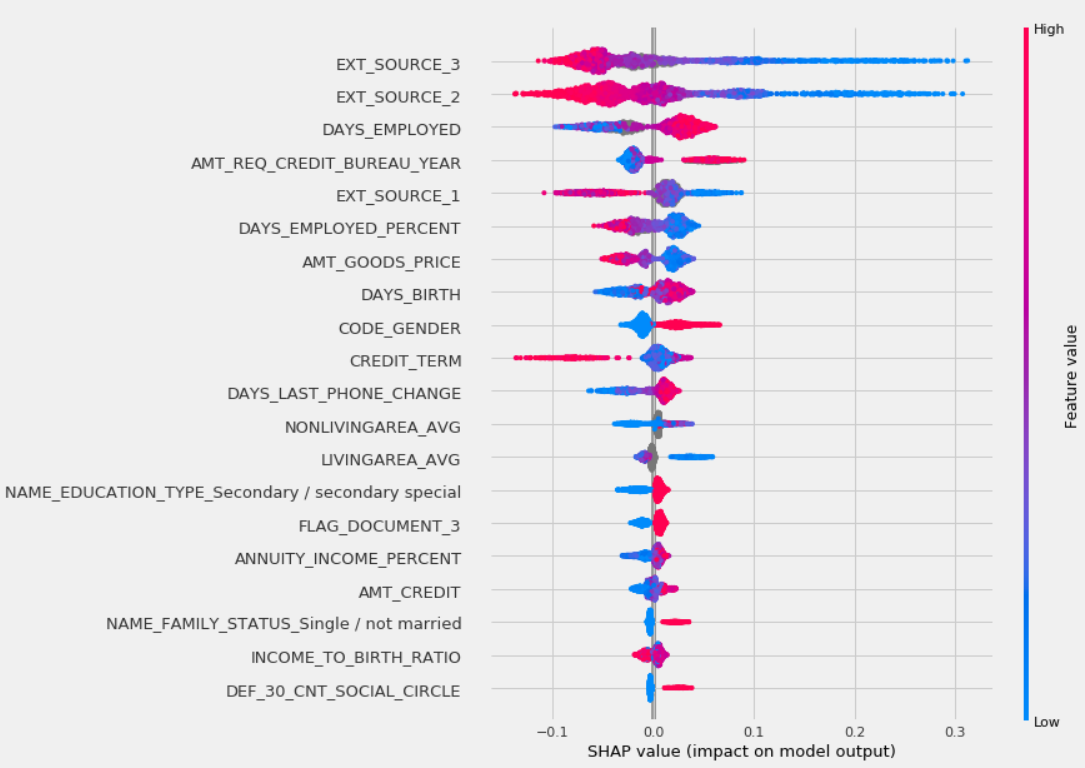 High
EXT_SOURCE_3
EXT_SOURCE_2
DAYS_EMPLOYED
AMT_REQ_CREDIT_BUREAU_YEAR
EXT_SOURCE_1
DAYS_EMPLOYED_PERCENT
AMT_GOODS_PRICE
DAYS_BIRTH
CODE_GENDER
CREDIT_TERM
DAYS_LAST_PHONE_CHANGE
NONLIVINGAREA_AVG
LIVINGAREA_AVG
NAME_EDUCATION_TYPE_Secondary / secondary special
FLAG_DOCUMENT_3
ANNUITY_INCOME_PERCENT
AMT_CREDIT
NAME_FAMILY_STATUS_Single / not married
INCOME_TO_BIRTH_RATIO
DEF_30_CNT_SOCIAL_CIRCLE
Feature value
Low
−0.1 0.0 0.1 0.2 0.3
SHAP value (impact on model output)